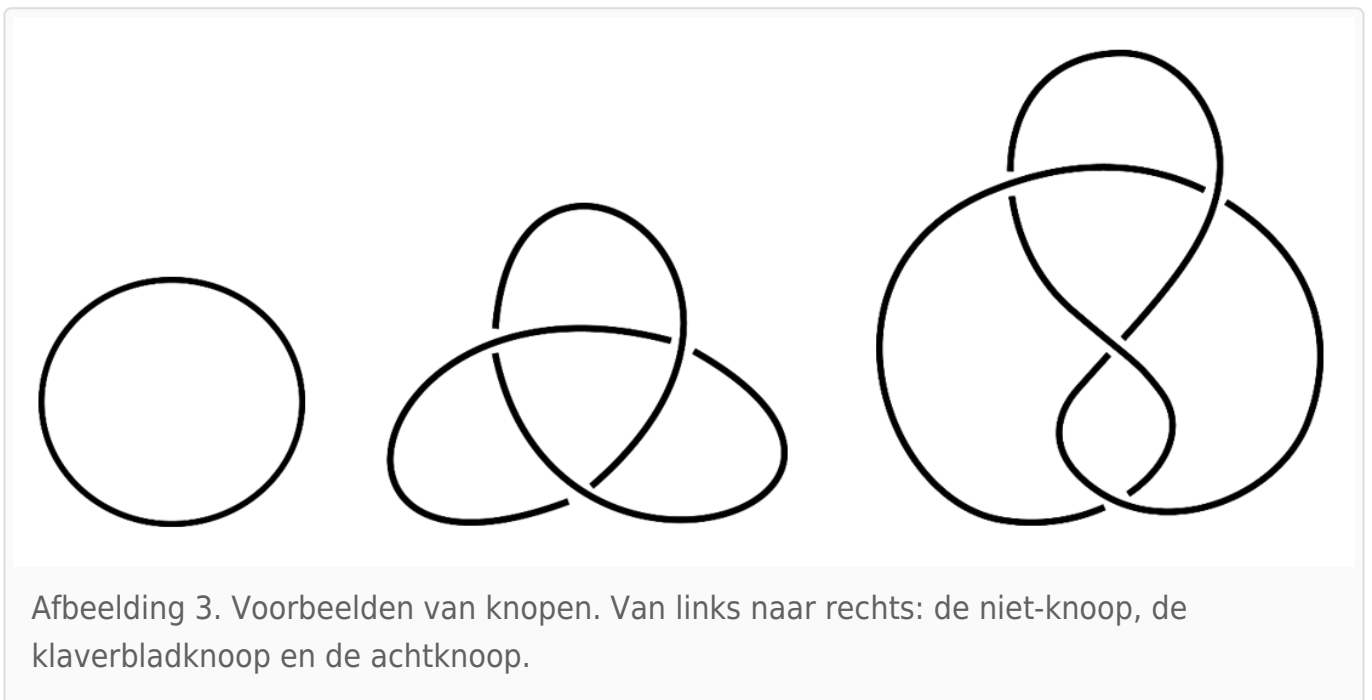 Afbeelding 3. Voorbeelden van knopen. Van links naar rechts: de niet-knoop, de
klaverbladknoop en de achtknoop.